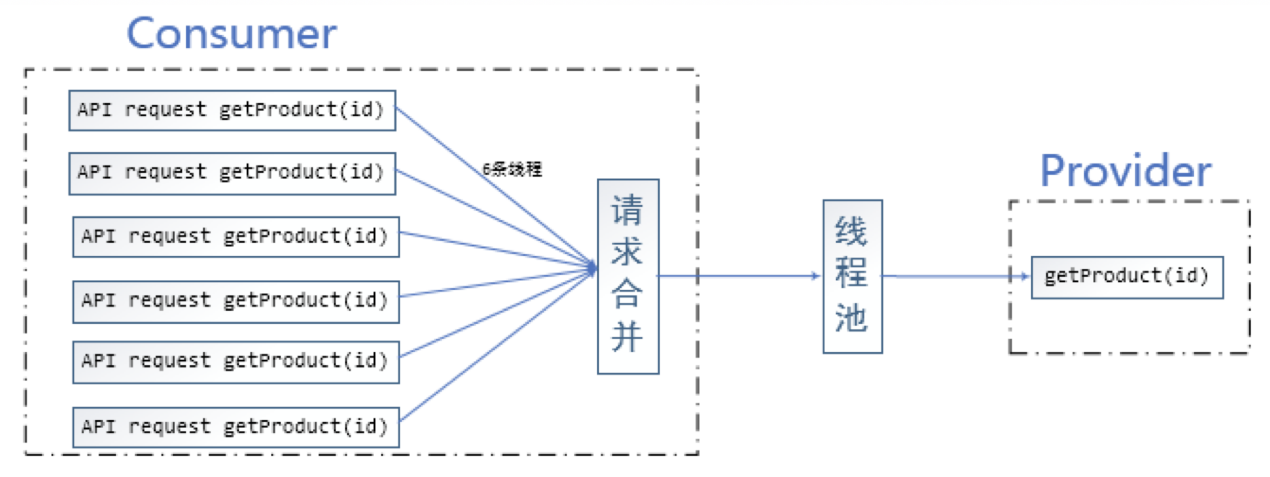 Consumer
API request getProduct(id)
API request getProduct(id)
API request getProduct(id)
API request getProduct(id)
API request getProduct(id)
API request getProduct(id)
6条线程
请求合并
线程池
Provider
getProduct(id)